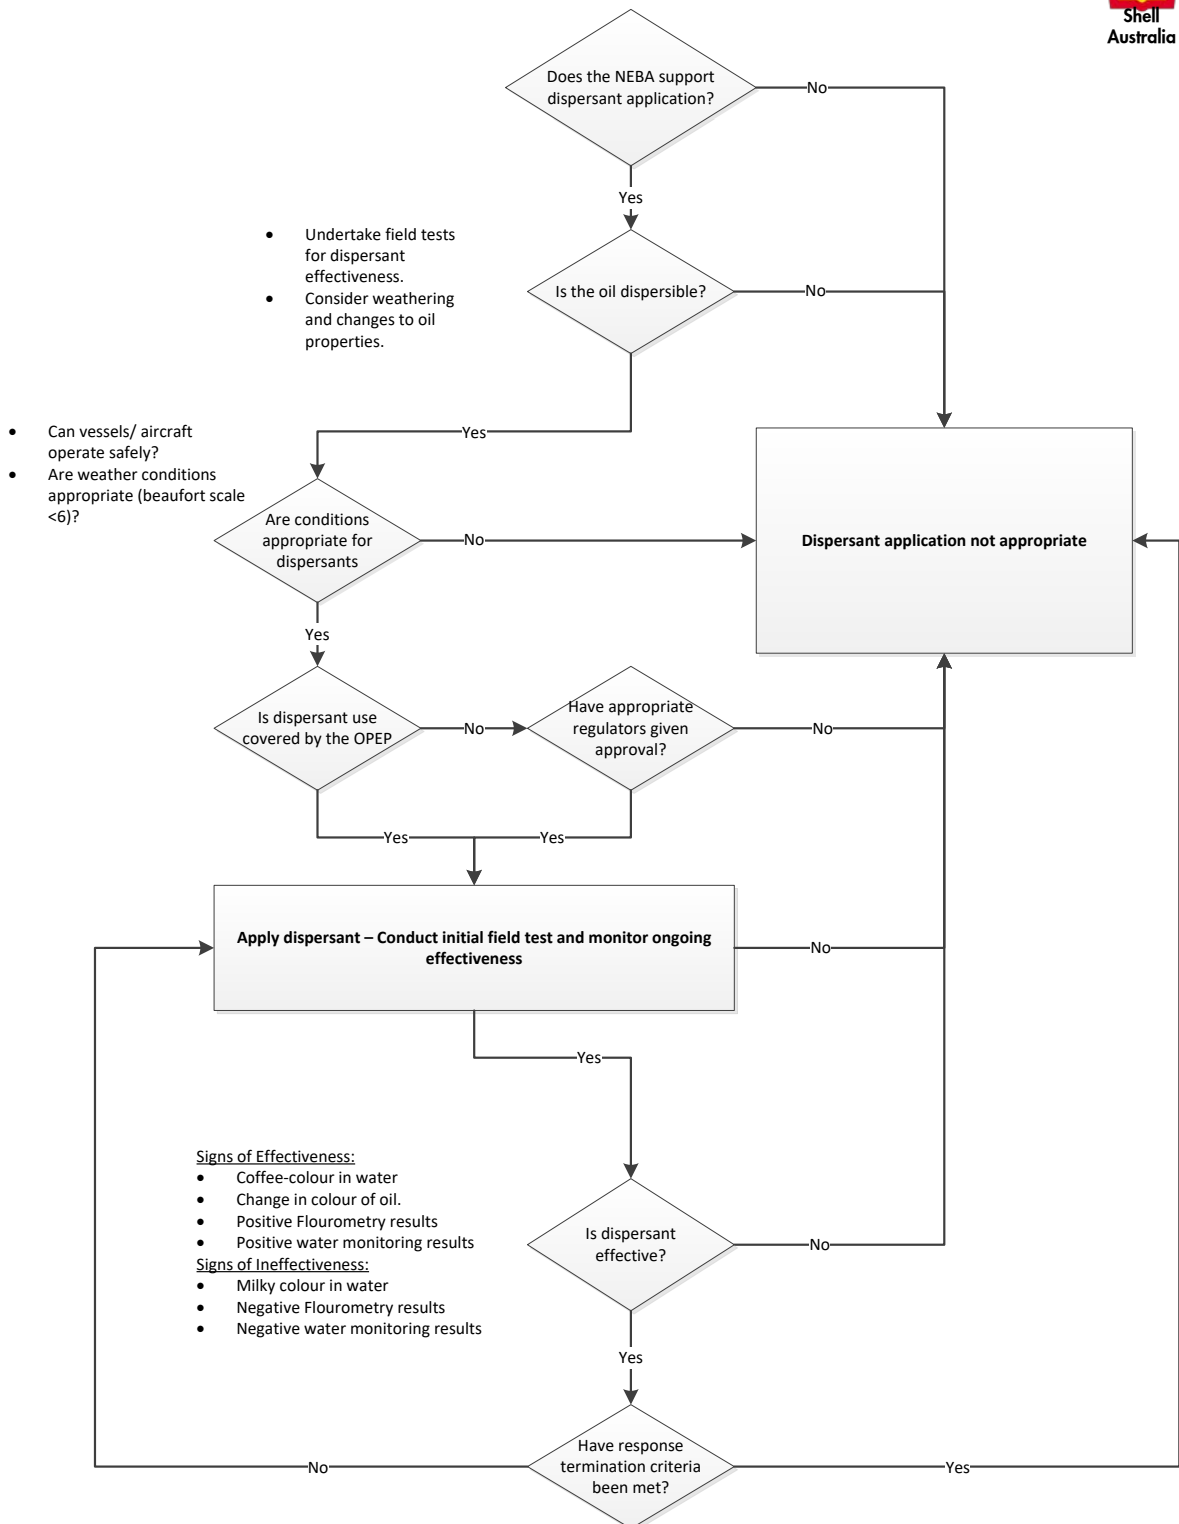 Shell
Australia
Does the NEBA support
dispersant application?
No
Yes
• Undertake field tests
for dispersant
effectiveness.
• Consider weathering
and changes to oil
properties.
Is the oil dispersible?
No
Yes
• Can vessels/ aircraft
operate safely?
• Are weather conditions
appropriate (beaufort scale
<6)?
Are conditions
appropriate for
dispersants
No
Dispersant application not appropriate
Yes
Is dispersant use
covered by the OPEP
No
Have appropriate
regulators given
approval?
No
Yes
Yes
Apply dispersant – Conduct initial field test and monitor ongoing
effectiveness
No
Yes
Signs of Effectiveness:
• Coffee-colour in water
• Change in colour of oil.
• Positive Flourometry results
• Positive water monitoring results
Signs of Ineffectiveness:
• Milky colour in water
• Negative Flourometry results
• Negative water monitoring results
Is dispersant
effective?
No
Yes
Have response
termination criteria
been met?
No
Yes